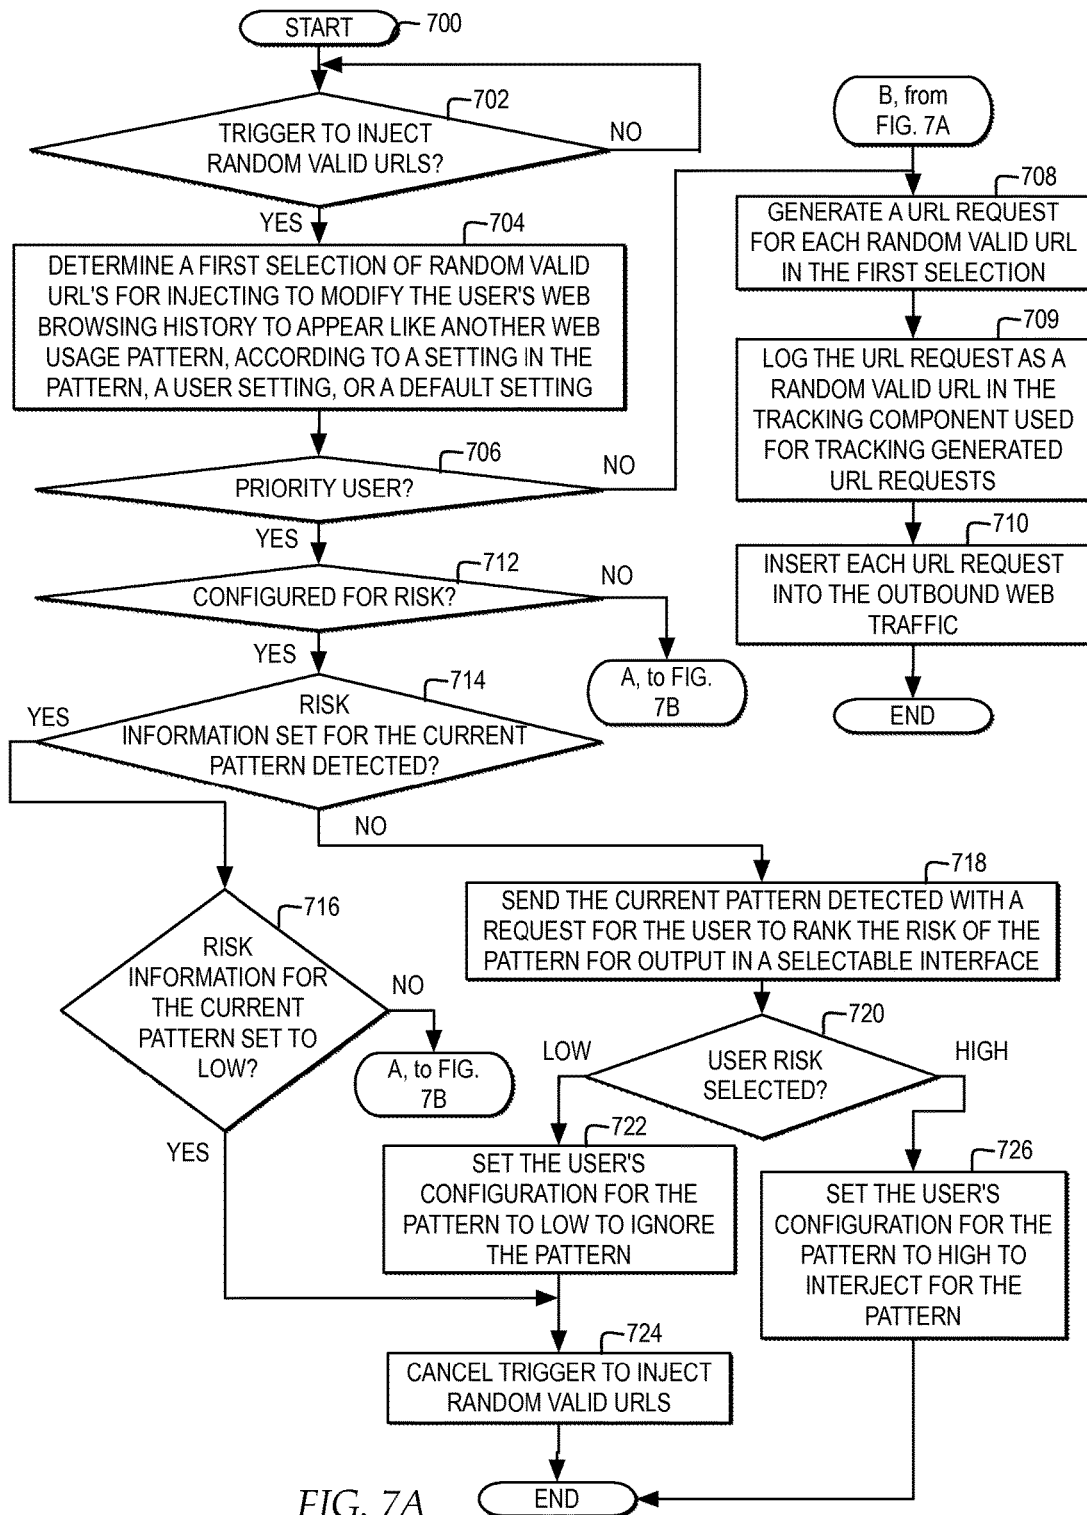 START
700
702
TRIGGER TO INJECT
RANDOM VALID URLS?
NO
YES
704
DETERMINE A FIRST SELECTION OF RANDOM VALID
URL'S FOR INJECTING TO MODIFY THE USER'S WEB
BROWSING HISTORY TO APPEAR LIKE ANOTHER WEB
USAGE PATTERN, ACCORDING TO A SETTING IN THE
PATTERN, A USER SETTING, OR A DEFAULT SETTING
706
PRIORITY USER?
NO
YES
712
CONFIGURED FOR RISK?
NO
YES
A, to FIG.
7B
714
RISK
INFORMATION SET FOR THE CURRENT
PATTERN DETECTED?
YES
NO
716
RISK
INFORMATION FOR
THE CURRENT
PATTERN SET TO
LOW?
NO
A, to FIG.
7B
YES
B, from
FIG. 7A
708
GENERATE A URL REQUEST
FOR EACH RANDOM VALID URL
IN THE FIRST SELECTION
709
LOG THE URL REQUEST AS A
RANDOM VALID URL IN THE
TRACKING COMPONENT USED
FOR TRACKING GENERATED
URL REQUESTS
710
INSERT EACH URL REQUEST
INTO THE OUTBOUND WEB
TRAFFIC
END
718
SEND THE CURRENT PATTERN DETECTED WITH A
REQUEST FOR THE USER TO RANK THE RISK OF THE
PATTERN FOR OUTPUT IN A SELECTABLE INTERFACE
720
USER RISK
SELECTED?
LOW
HIGH
722
SET THE USER'S
CONFIGURATION FOR THE
PATTERN TO LOW TO IGNORE
THE PATTERN
726
SET THE USER'S
CONFIGURATION FOR THE
PATTERN TO HIGH TO
INTERJECT FOR THE
PATTERN
724
CANCEL TRIGGER TO INJECT
RANDOM VALID URLS
END
FIG. 7A